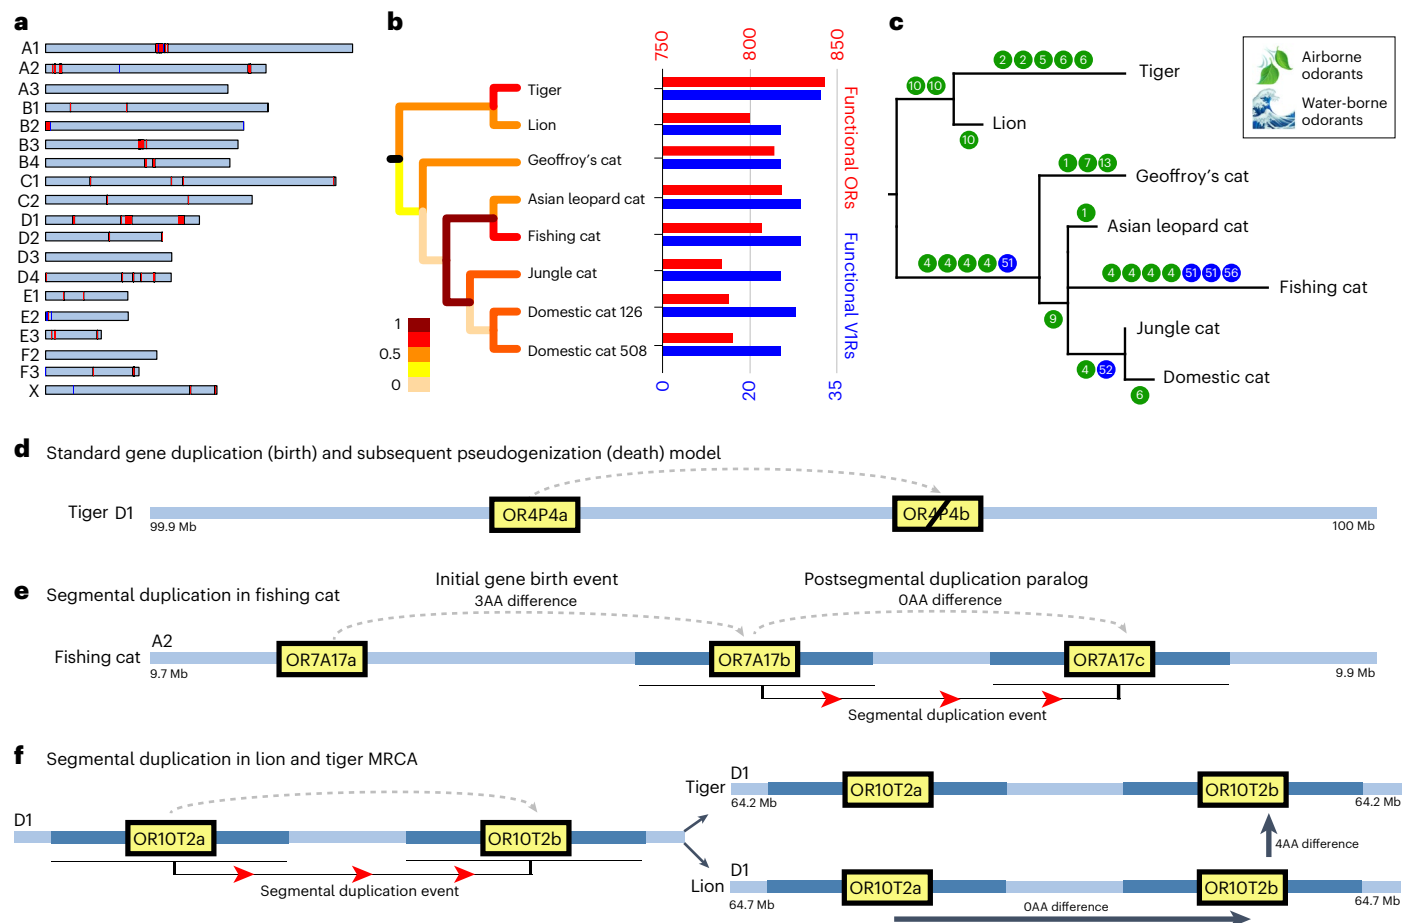 a
A1
A2
A3
B1
B2
B3
B4
C1
C2
D1
D2
D3
D4
E1
E2
E3
F2
F3
X
b
750
800
850
Tiger
Lion
Geoffroy's cat
Asian leopard cat
Fishing cat
Jungle cat
Domestic cat 126
Domestic cat 508
1
0.5
0
Functional ORs
Functional V1Rs
0
20
35
c
2 2 5 6 6
Tiger
10 10
Lion
10
1 7 13
Geoffroy's cat
1
Asian leopard cat
4 4 4 4 51
4 4 4 4 51 51 56
Fishing cat
9
Jungle cat
4 52
Domestic cat
6
Airborne
odorants
Water-borne
odorants
d Standard gene duplication (birth) and subsequent pseudogenization (death) model
Tiger D1
OR4P4a
OR4P4b
99.9 Mb
100 Mb
e Segmental duplication in fishing cat
Initial gene birth event
3AA difference
Postsegmental duplication paralog
0AA difference
A2
Fishing cat
OR7A17a
OR7A17b
OR7A17c
9.7 Mb
9.9 Mb
Segmental duplication event
f Segmental duplication in lion and tiger MRCA
D1
OR10T2a
OR10T2b
Segmental duplication event
Tiger
D1
OR10T2a
OR10T2b
64.2 Mb
64.2 Mb
4AA difference
Lion
D1
OR10T2a
OR10T2b
64.7 Mb
64.7 Mb
0AA difference